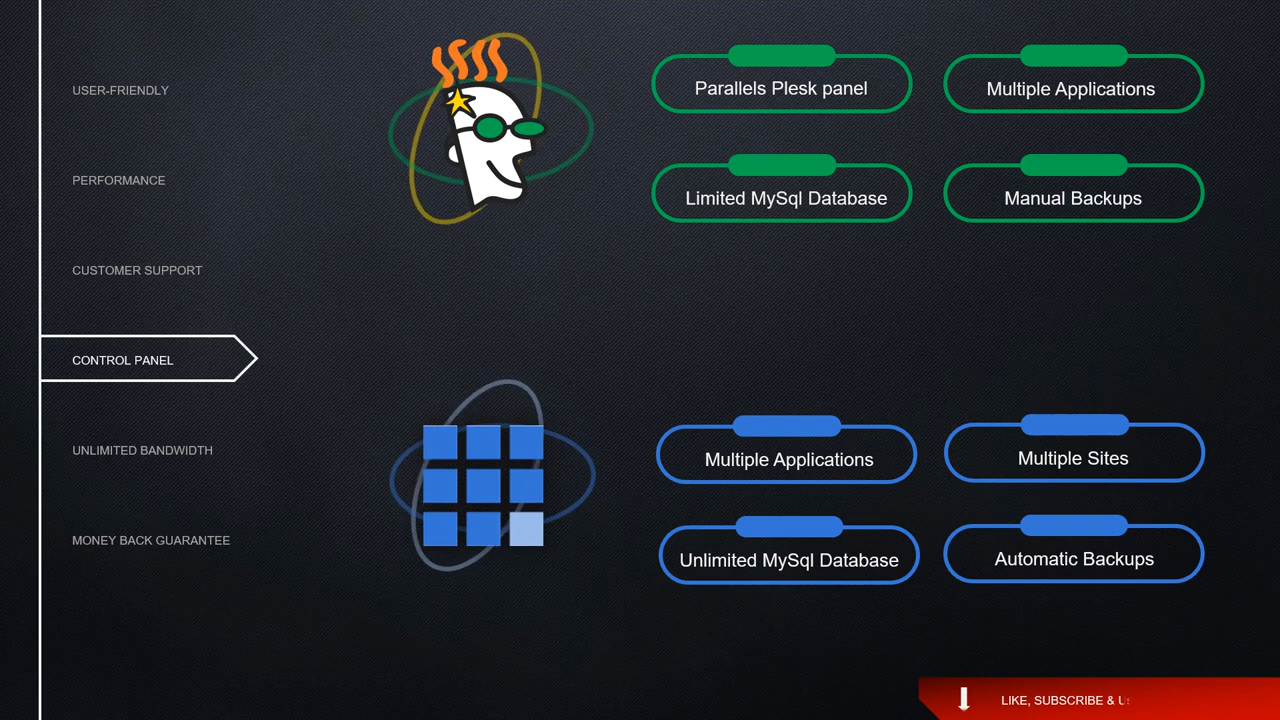 USER-FRIENDLY
PERFORMANCE
CUSTOMER SUPPORT
CONTROL PANEL
UNLIMITED BANDWIDTH
MONEY BACK GUARANTEE
Parallels Plesk panel
Multiple Applications
Limited MySql Database
Manual Backups
Multiple Applications
Multiple Sites
Unlimited MySql Database
Automatic Backups
LIKE, SUBSCRIBE &